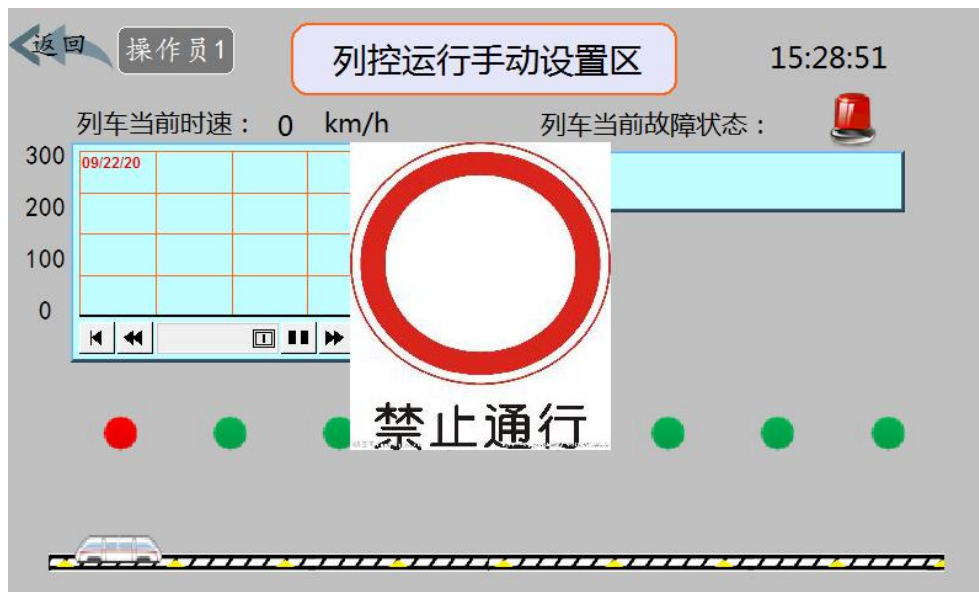 返回
操作员1
列控运行手动设置区
15:28:51
列车当前时速： 0 km/h
列车当前故障状态：
300
200
100
0
09/22/20
禁止通行